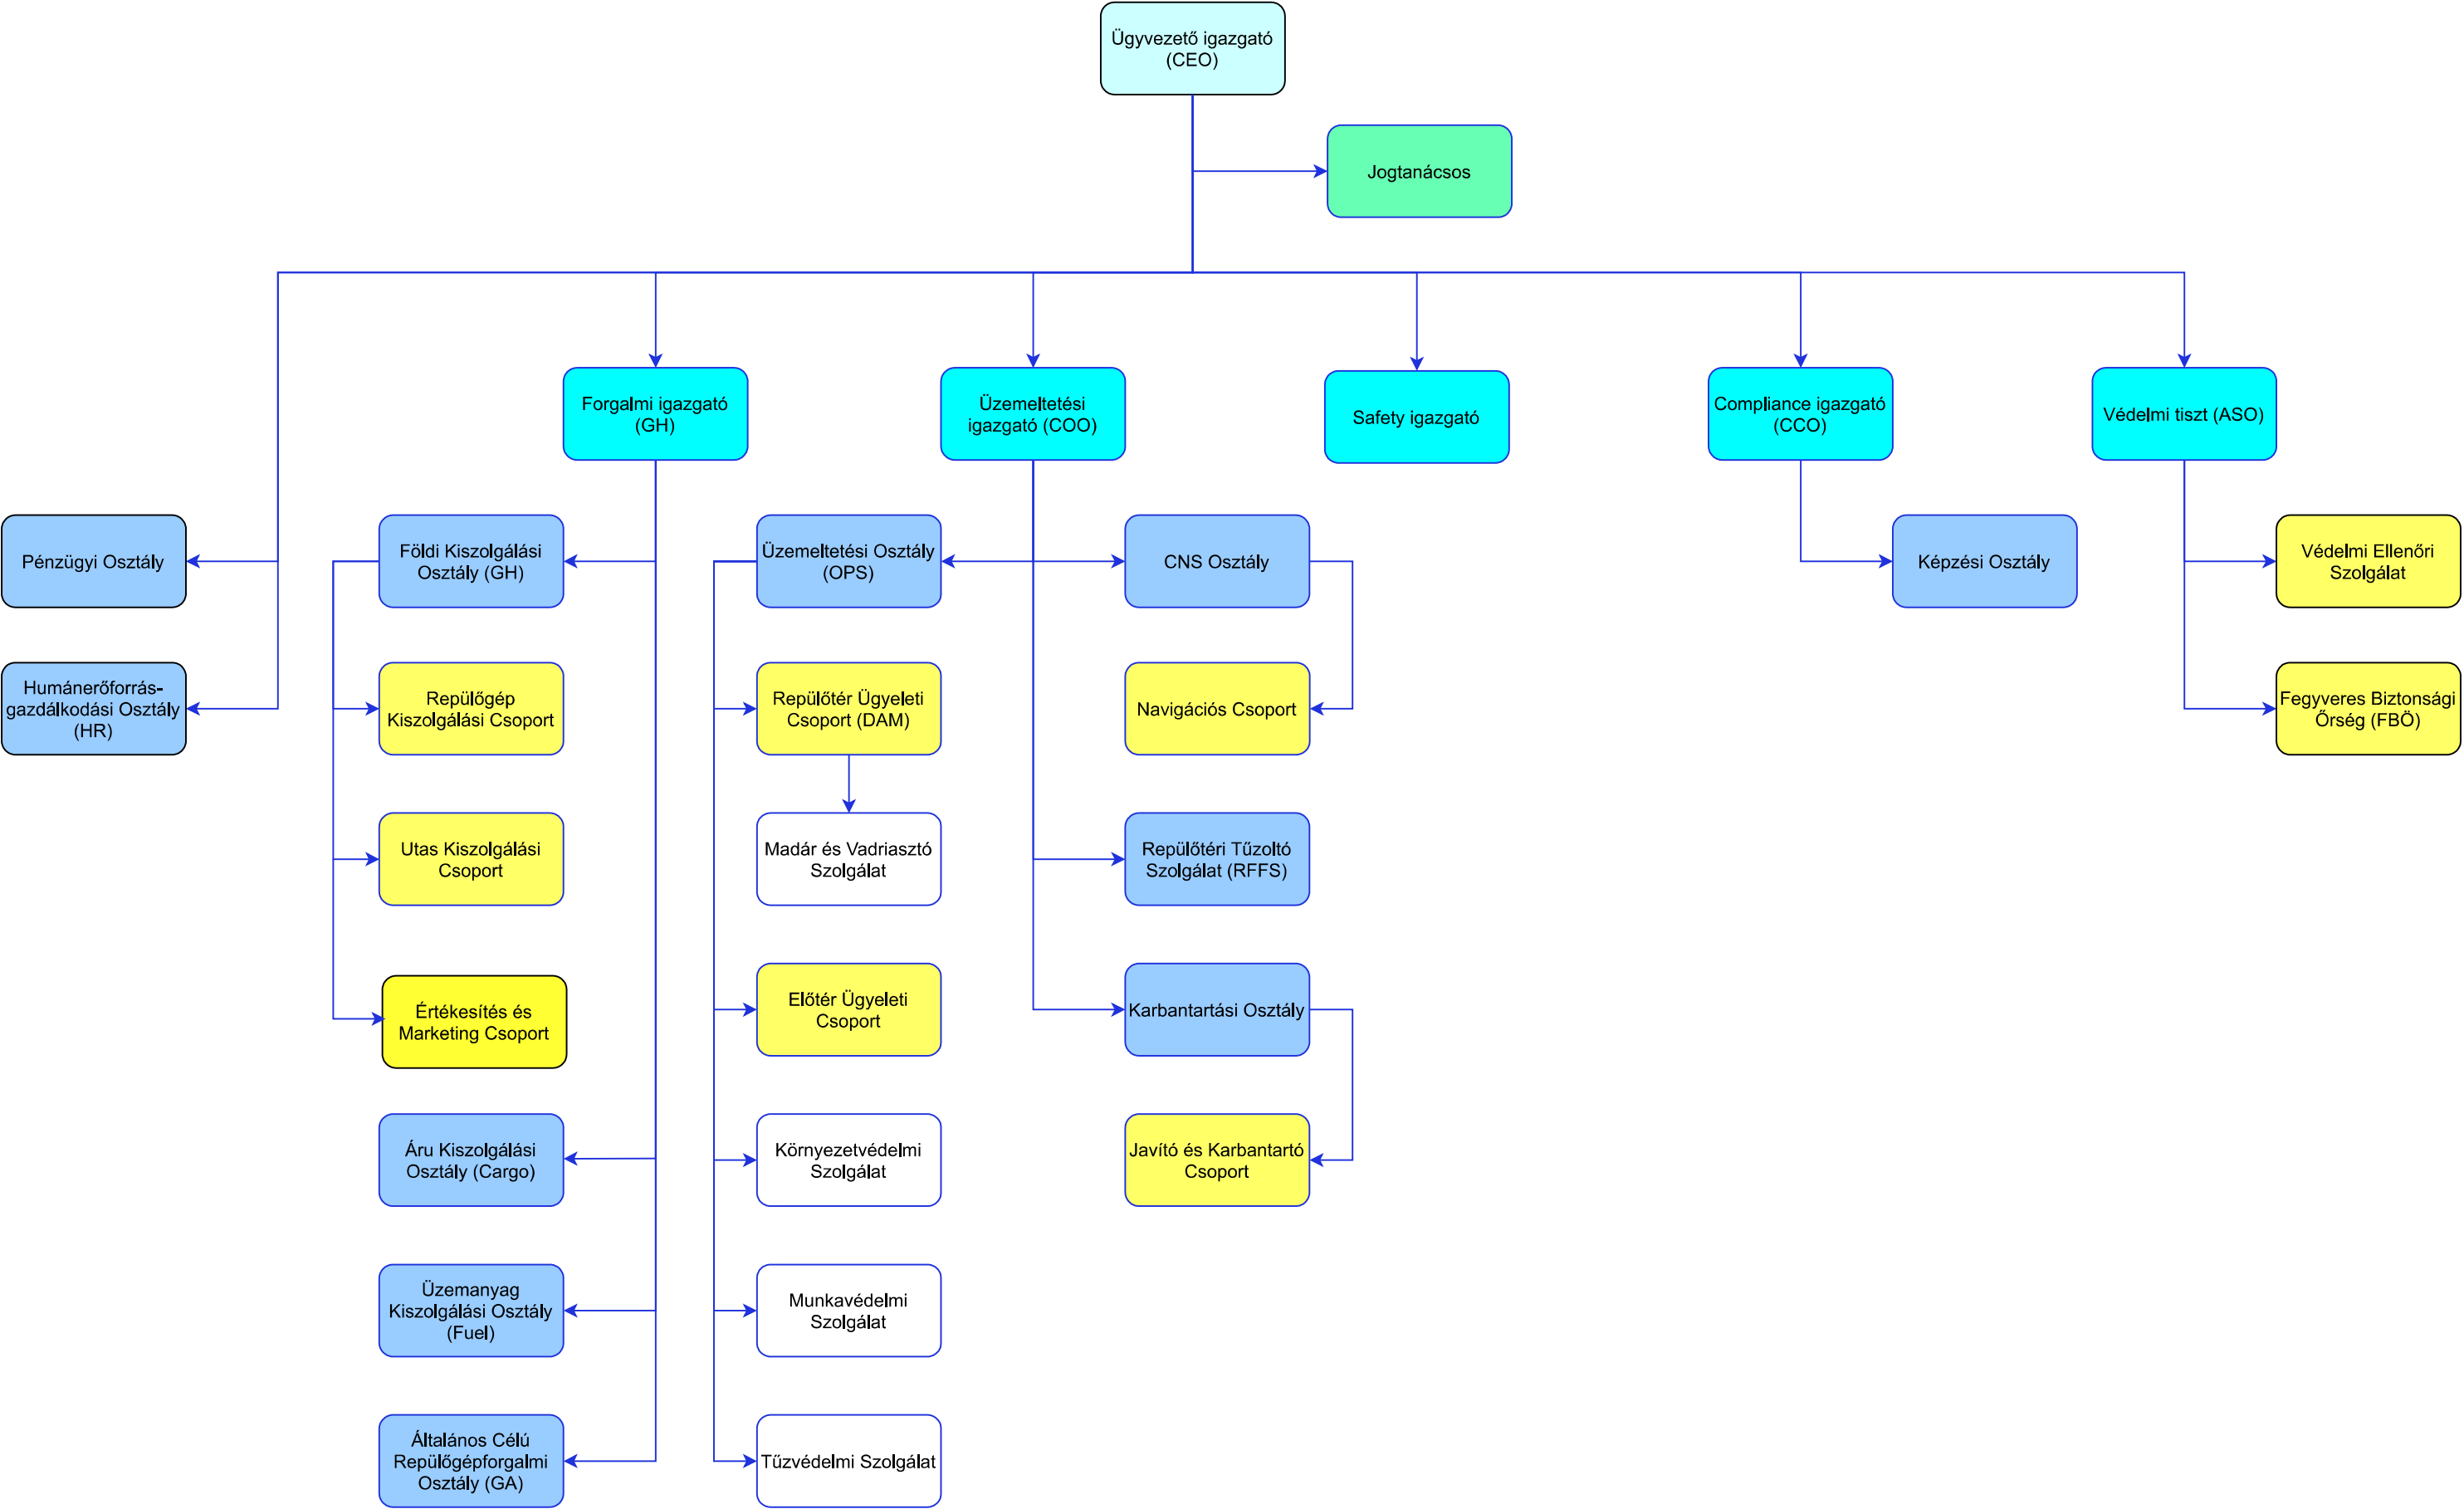 Ügyvezető igazgató
(CEO)
Jogtanácsos
Forgalmi igazgató
(GH)
Üzemeltetési
igazgató (COO)
Safety igazgató
Compliance igazgató
(CCO)
Védelmi tiszt (ASO)
Pénzügyi Osztály
Földi Kiszolgálási
Osztály (GH)
Üzemeltetési Osztály
(OPS)
CNS Osztály
Képzési Osztály
Védelmi Ellenőri
Szolgálat
Humánerőforrás-
gazdálkodási Osztály
(HR)
Repülőgép
Kiszolgálási Csoport
Repülőtér Ügyeleti
Csoport (DAM)
Navigációs Csoport
Fegyveres Biztonsági
Őrség (FBÖ)
Utas Kiszolgálási
Csoport
Madár és Vadriasztó
Szolgálat
Repülőtéri Tűzoltó
Szolgálat (RFFS)
Értékesítés és
Marketing Csoport
Előtér Ügyeleti
Csoport
Karbantartási Osztály
Áru Kiszolgálási
Osztály (Cargo)
Környezetvédelmi
Szolgálat
Javító és Karbantartó
Csoport
Üzemanyag
Kiszolgálási Osztály
(Fuel)
Munkavédelmi
Szolgálat
Általános Célú
Repülőgépforgalmi
Osztály (GA)
Tűzvédelmi Szolgálat